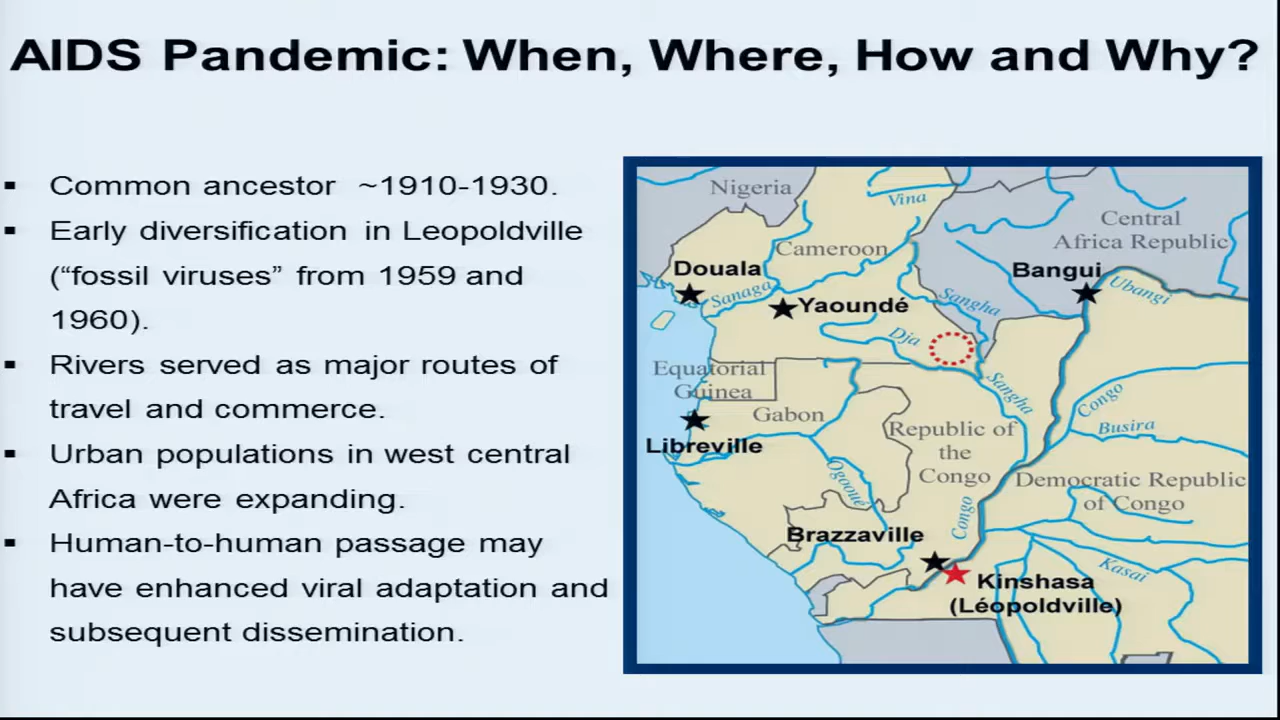 AIDS Pandemic: When, Where, How and Why?
▪ Common ancestor ~1910-1930.
▪ Early diversification in Leopoldville
(“fossil viruses” from 1959 and
1960).
▪ Rivers served as major routes of
travel and commerce.
▪ Urban populations in west central
Africa were expanding.
▪ Human-to-human passage may
have enhanced viral adaptation and
subsequent dissemination.
Nigeria
Vina
Central
Africa Republic
Cameroon
Douala
Bangui
Sanaga
Yaoundé
Sangha
Ubangi
Dja
Equatorial
Guinea
Sangha
Congo
Gabon
Busira
Republic of
the
Congo
Libreville
Ogooué
Democratic Republic
of Congo
Congo
Brazzaville
Kasai
Kinshasa
(Léopoldville)